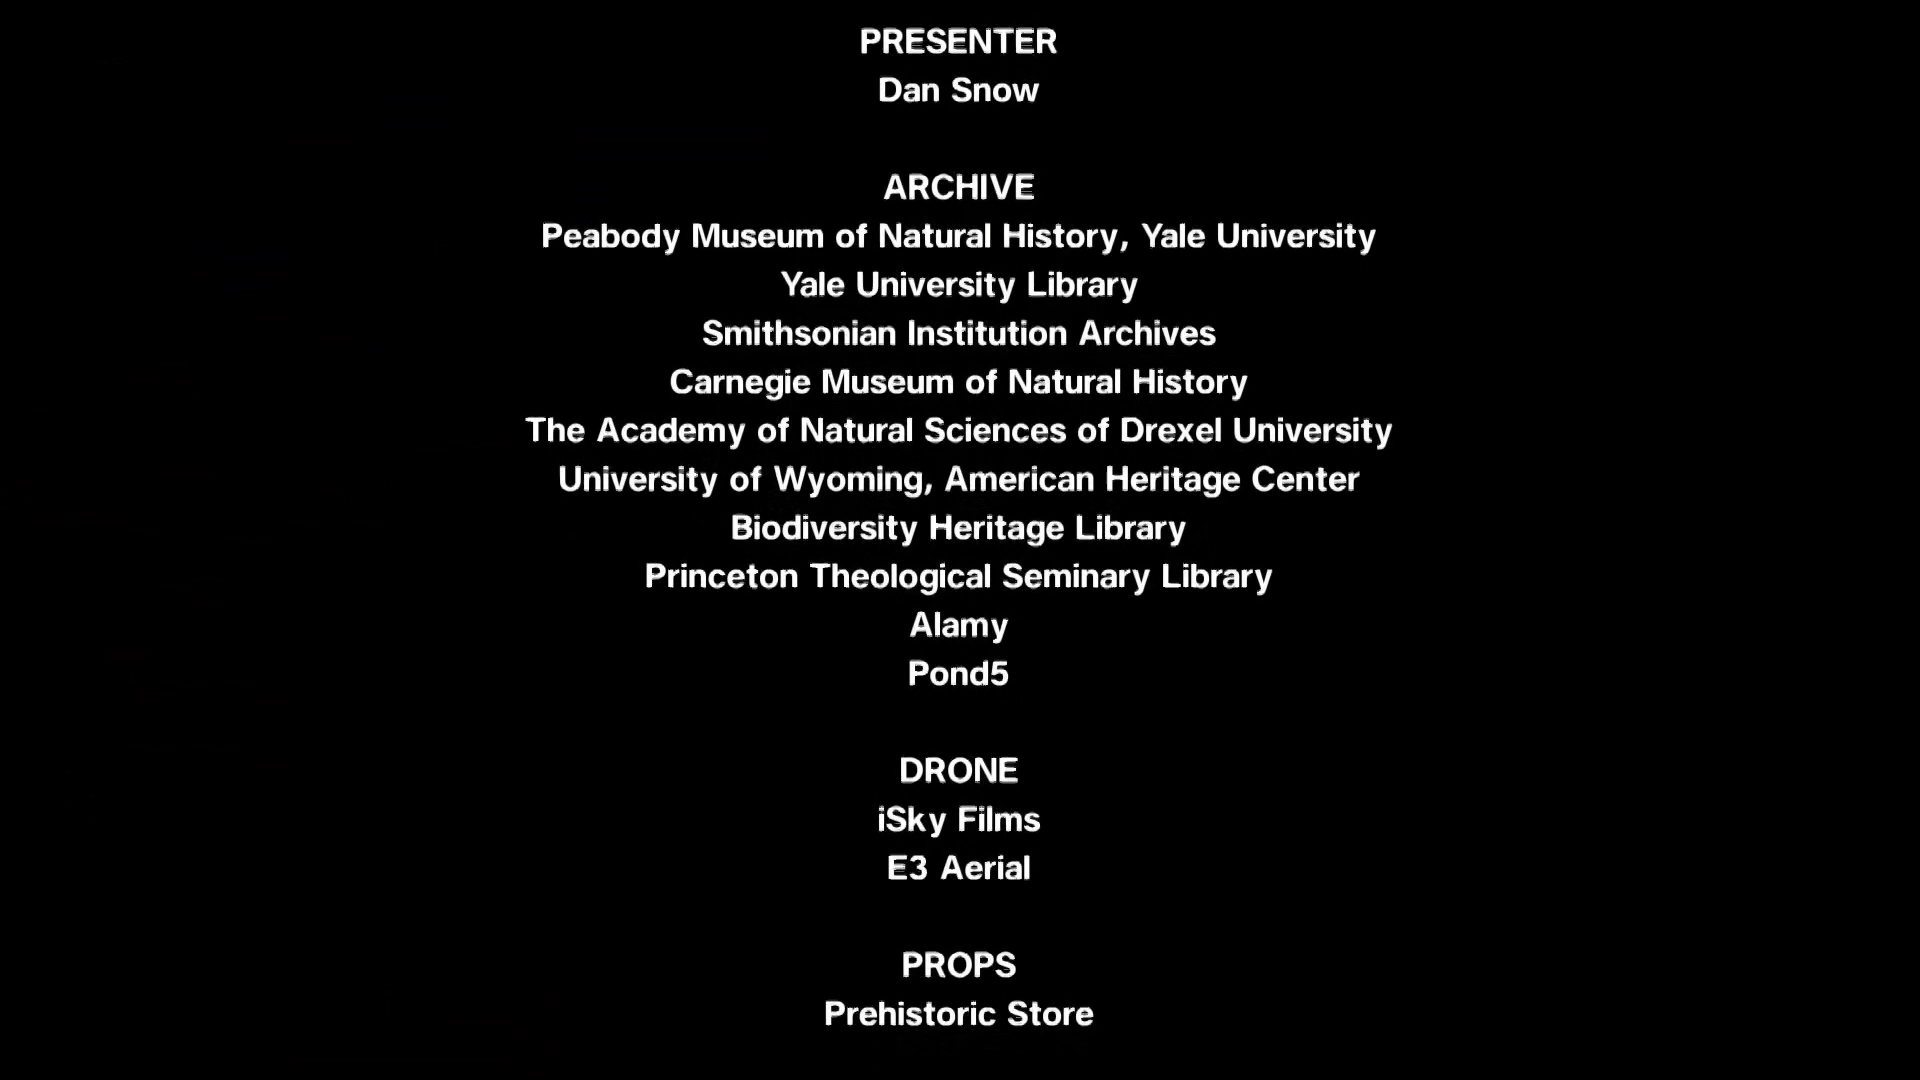 PRESENTER
Dan Snow
ARCHIVE
Peabody Museum of Natural History, Yale University
Yale University Library
Smithsonian Institution Archives
Carnegie Museum of Natural History
The Academy of Natural Sciences of Drexel University
University of Wyoming, American Heritage Center
Biodiversity Heritage Library
Princeton Theological Seminary Library
Alamy
Pond5
DRONE
iSky Films
E3 Aerial
PROPS
Prehistoric Store